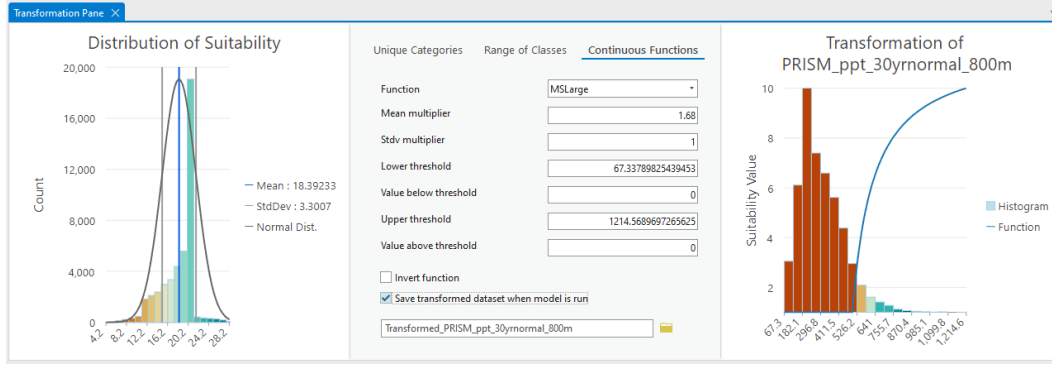 Transformation Pane
Distribution of Suitability
20,000
16,000
12,000
8,000
4,000
0
Count
4.2
8.2
12.2
16.2
20.2
24.2
28.2
Mean : 18.39233
StdDev : 3.3007
Normal Dist.
Unique Categories Range of Classes Continuous Functions
Function MSLarge
Mean multiplier 1.68
Stdv multiplier 1
Lower threshold 67.33789825439453
Value below threshold 0
Upper threshold 1214.5689697265625
Value above threshold 0
Invert function
Save transformed dataset when model is run
Transformed_PRISM_ppt_30yrnormal_800m
Transformation of
PRISM_ppt_30yrnormal_800m
10
8
6
4
2
Suitability Value
67.3
182.1
296.8
411.5
526.2
641
755.7
870.4
985.1
1,099.8
1,214.6
Histogram
Function